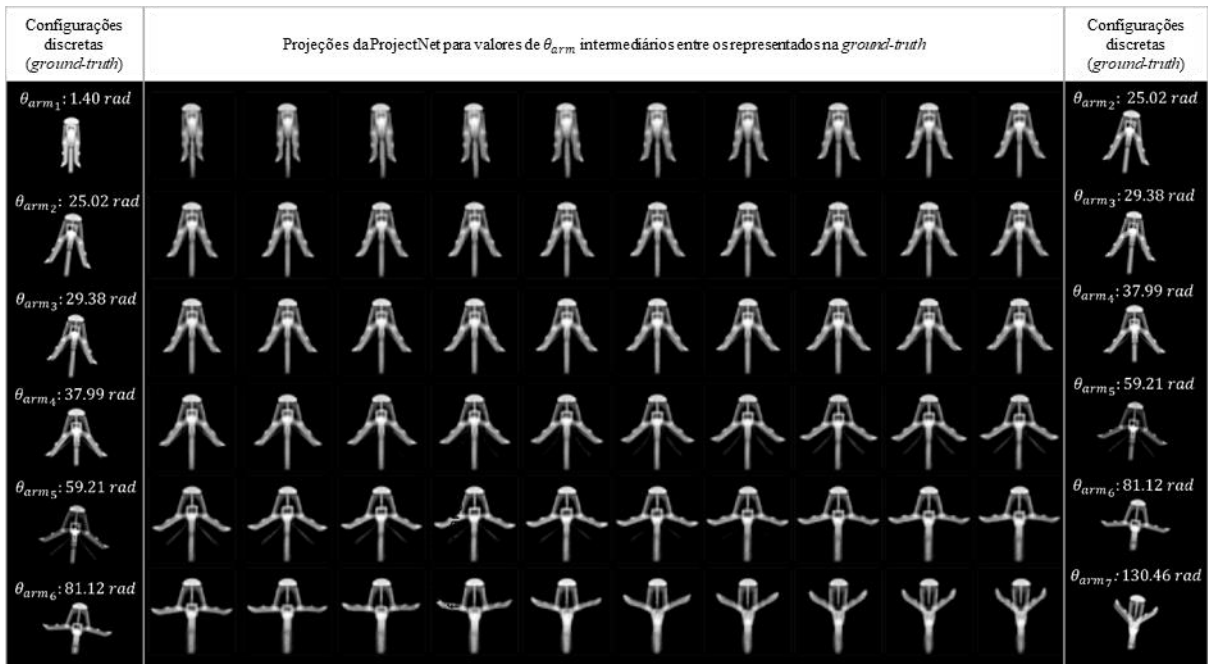 Configurações
discretas
(ground-truth)
Projeções da ProjectNet para valores de θarm intermediários entre os representados na ground-truth
Configurações
discretas
(ground-truth)
θarm1: 1.40 rad
θarm2: 25.02 rad
θarm2: 25.02 rad
θarm3: 29.38 rad
θarm3: 29.38 rad
θarm4: 37.99 rad
θarm4: 37.99 rad
θarm5: 59.21 rad
θarm5: 59.21 rad
θarm6: 81.12 rad
θarm6: 81.12 rad
θarm7: 130.46 rad